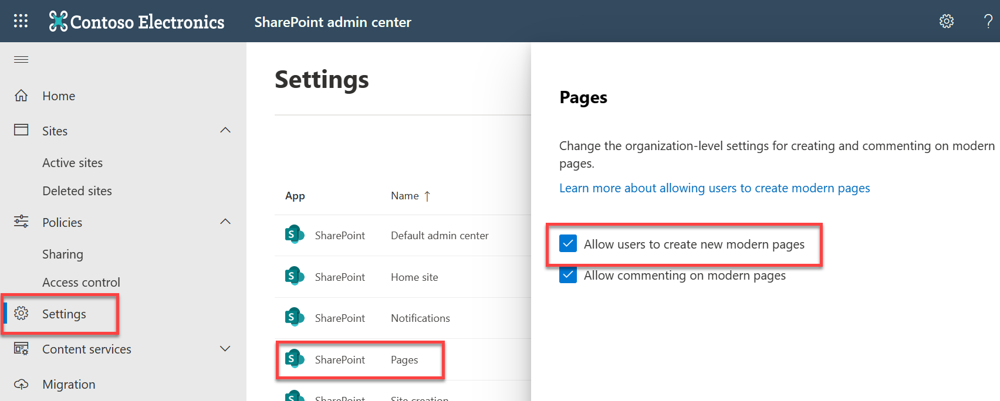 Contoso Electronics
SharePoint admin center
?
Home
Sites
Active sites
Deleted sites
Policies
Sharing
Access control
Settings
Content services
Migration
Settings
App Name ↑
S SharePoint Default admin center
S SharePoint Home site
S SharePoint Notifications
S SharePoint Pages
S SharePoint Site creation
Pages
Change the organization-level settings for creating and commenting on modern
pages.
Learn more about allowing users to create modern pages
Allow users to create new modern pages
Allow commenting on modern pages